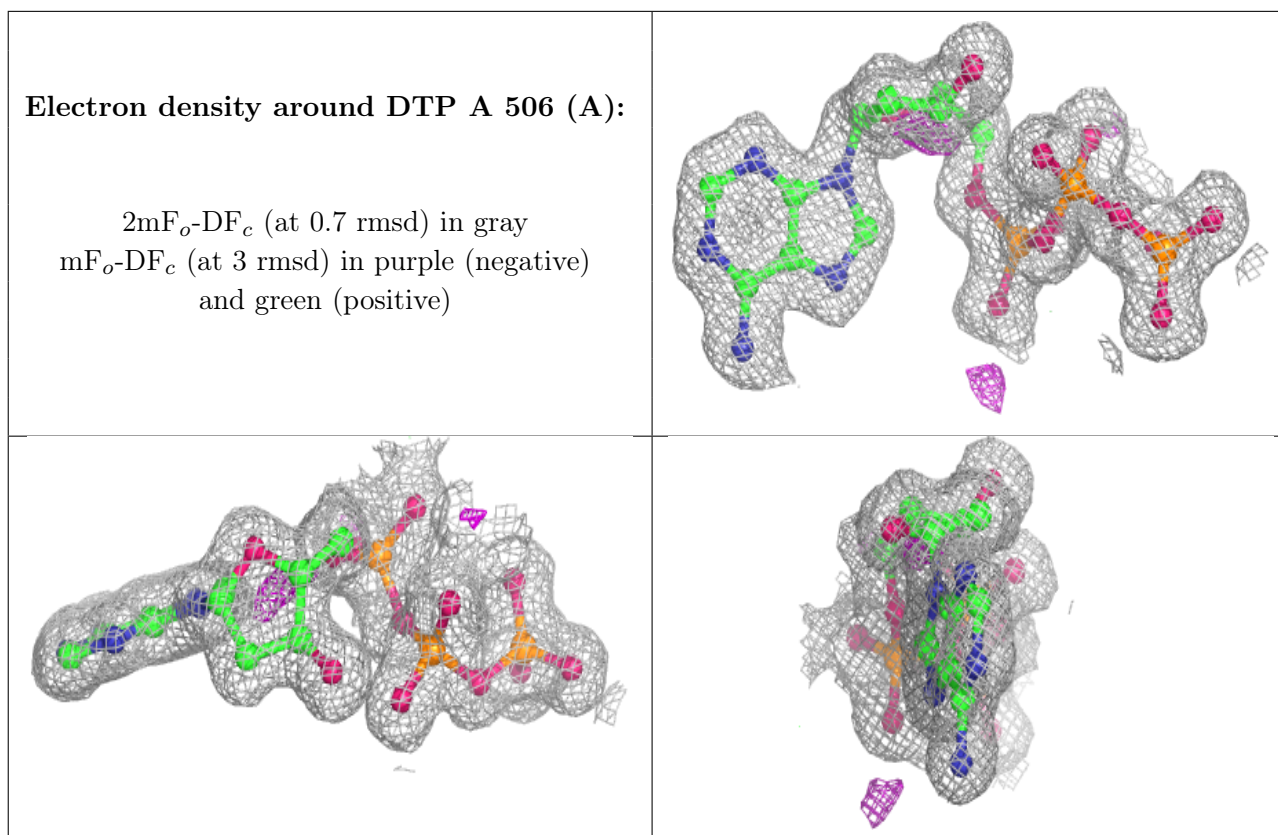 Electron density around DTP A 506 (A):
2mFo-DFc (at 0.7 rmsd) in gray
mFo-DFc (at 3 rmsd) in purple (negative)
and green (positive)